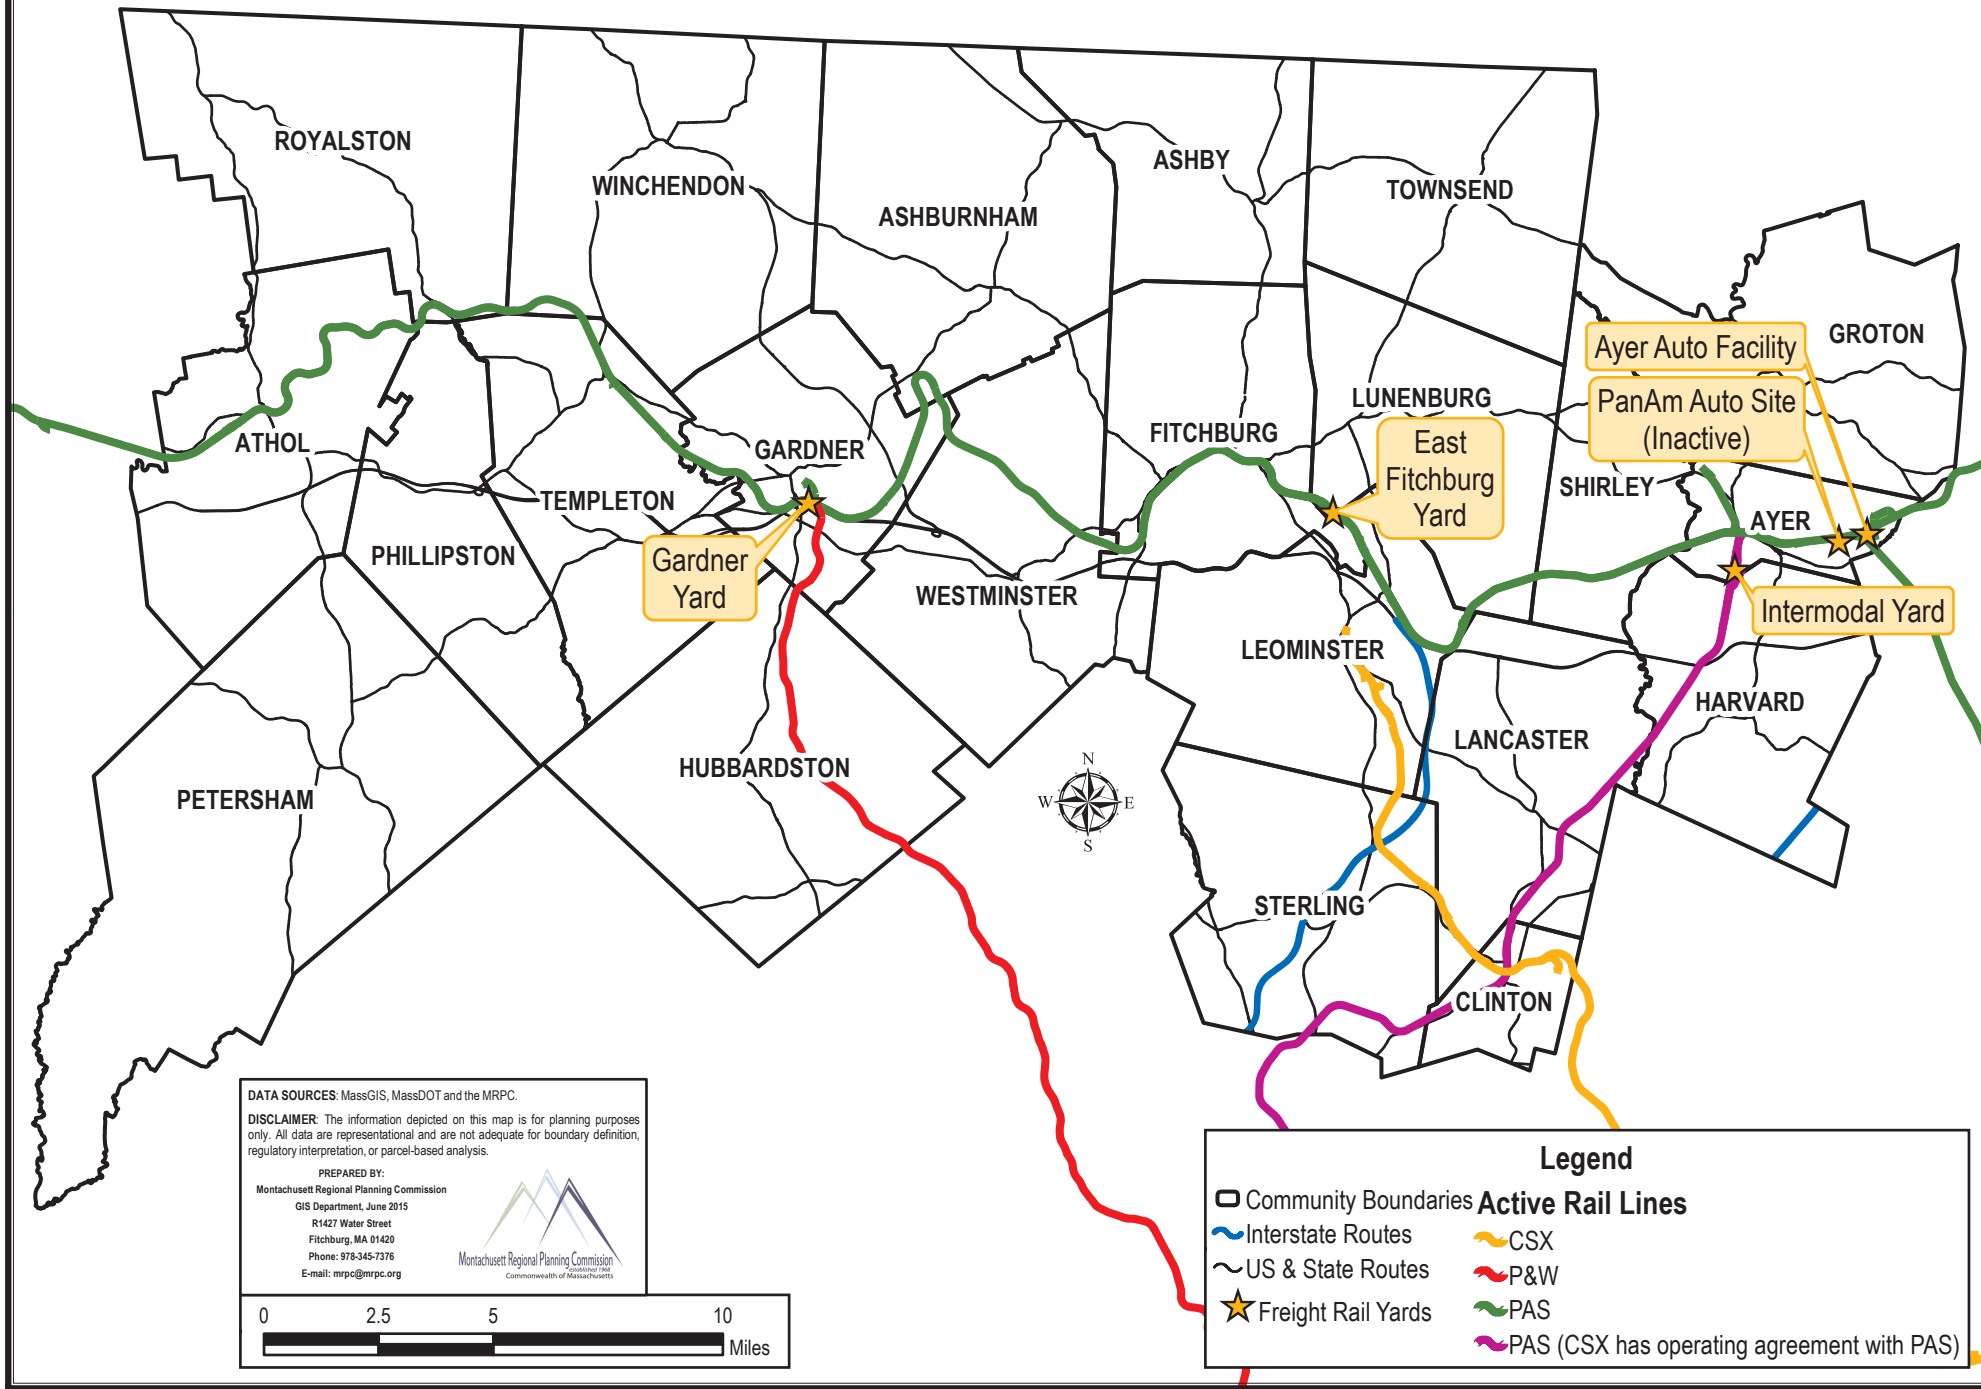 ROYALSTON
WINCHENDON
ASHBURNHAM
ASHBY
TOWNSEND
GROTON
Ayer Auto Facility
PanAm Auto Site
(Inactive)
LUNENBURG
East
Fitchburg
Yard
FITCHBURG
ATHOL
GARDNER
SHIRLEY
AYER
TEMPLETON
PHILLIPSTON
Gardner
Yard
WESTMINSTER
Intermodal Yard
LEOMINSTER
HARVARD
LANCASTER
HUBBARDSTON
PETERSHAM
N
W
E
S
STERLING
CLINTON
DATA SOURCES: MassGIS, MassDOT and the MRPC.
DISCLAIMER: The information depicted on this map is for planning purposes
only. All data are representational and are not adequate for boundary definition,
regulatory interpretation, or parcel-based analysis.
PREPARED BY:
Montachusett Regional Planning Commission
GIS Department, June 2015
R1427 Water Street
Fitchburg, MA 01420
Phone: 978-345-7376
E-mail: mrpc@mrpc.org
Montachusett Regional Planning Commission
established 1968
Commonwealth of Massachusetts
0 2.5 5 10
Miles
Legend
Community Boundaries
Interstate Routes
US & State Routes
Freight Rail Yards
Active Rail Lines
CSX
P&W
PAS
PAS (CSX has operating agreement with PAS)